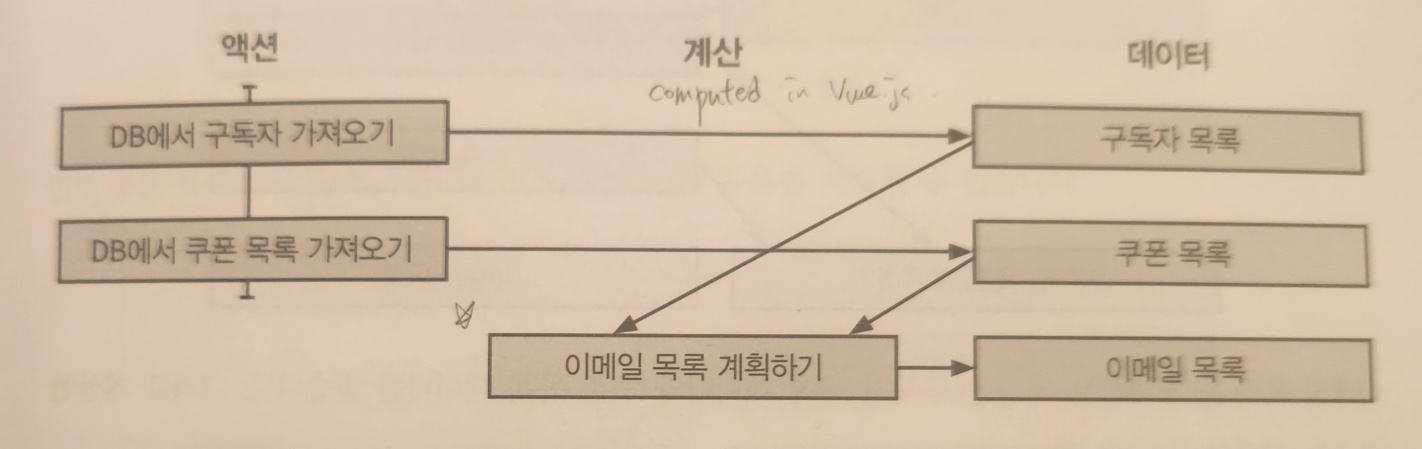 액션 계산 데이터
computed in Vue.js
DB에서 구독자 가져오기 구독자 목록
DB에서 쿠폰 목록 가져오기 쿠폰 목록
이메일 목록 계획하기 이메일 목록